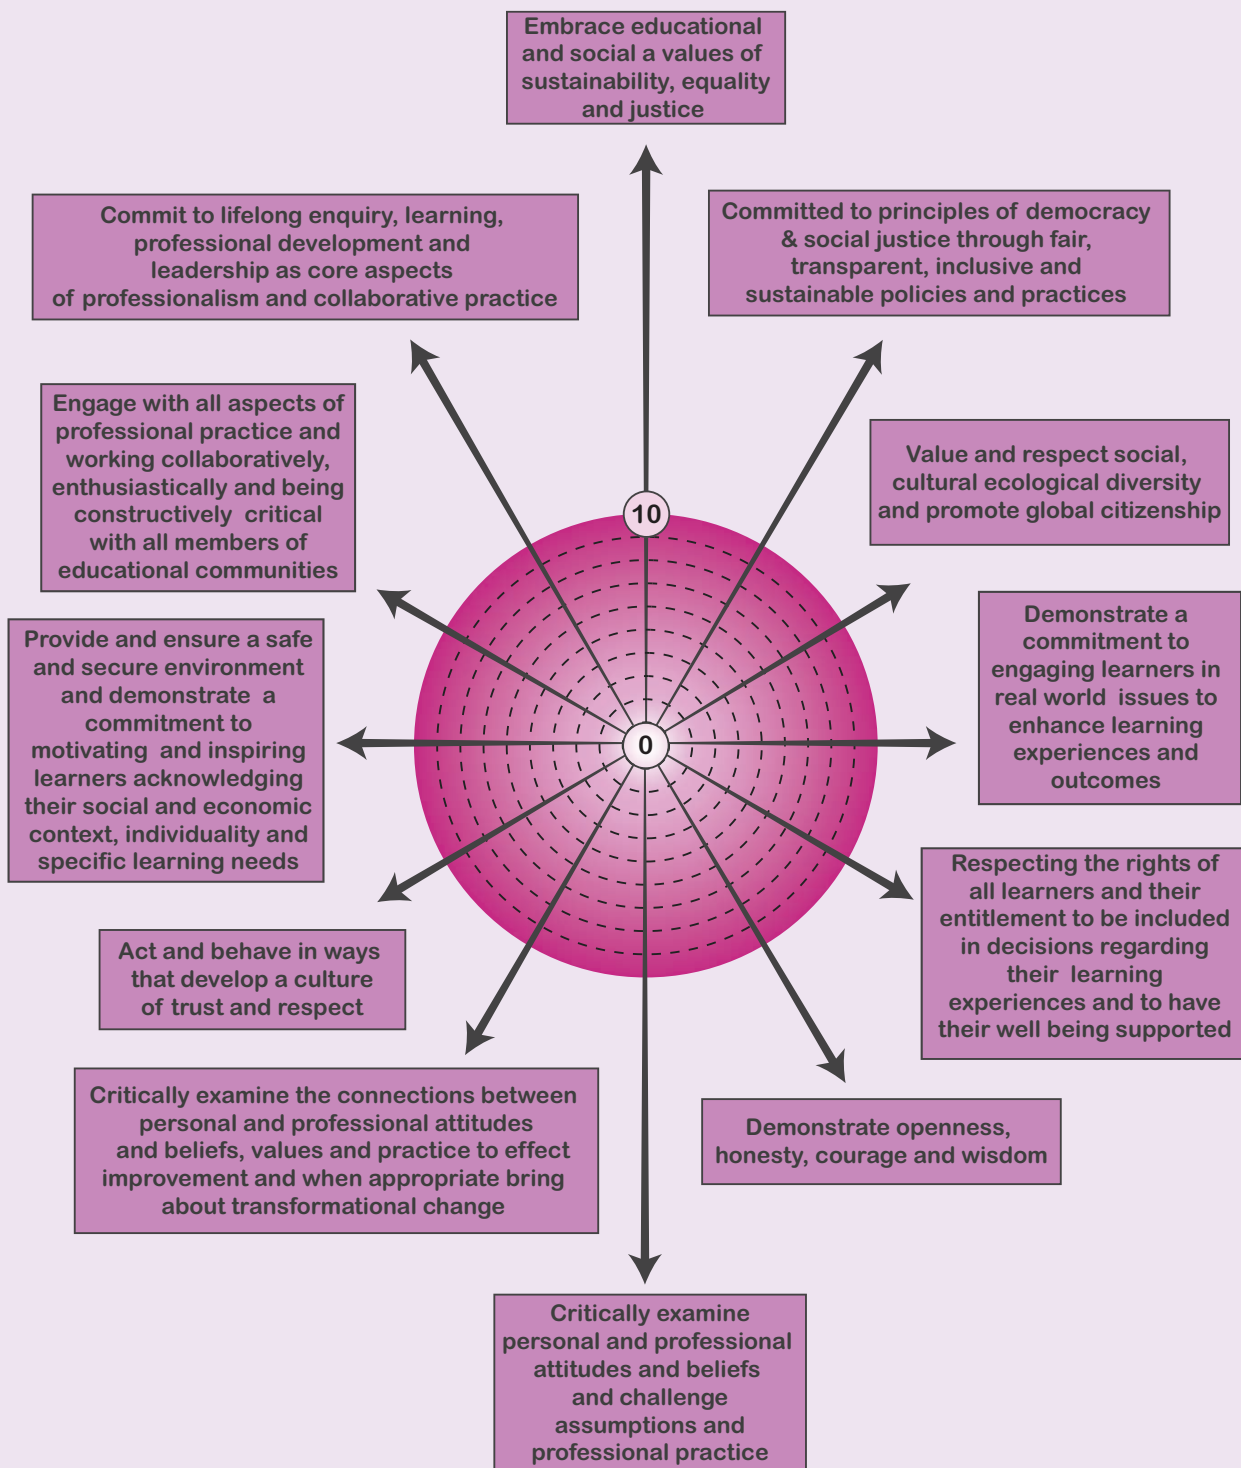 Embrace educational
and social a values of
sustainability, equality
and justice
Commit to lifelong enquiry, learning,
professional development and
leadership as core aspects
of professionalism and collaborative practice
Committed to principles of democracy
& social justice through fair,
transparent, inclusive and
sustainable policies and practices
Engage with all aspects of
professional practice and
working collaboratively,
enthusiastically and being
constructively critical
with all members of
educational communities
Value and respect social,
cultural ecological diversity
and promote global citizenship
10
Provide and ensure a safe
and secure environment
and demonstrate a
commitment to
motivating and inspiring
learners acknowledging
their social and economic
context, individuality and
specific learning needs
0
Demonstrate a
commitment to
engaging learners in
real world issues to
enhance learning
experiences and
outcomes
Respecting the rights of
all learners and their
entitlement to be included
in decisions regarding
their learning
experiences and to have
their well being supported
Act and behave in ways
that develop a culture
of trust and respect
Critically examine the connections between
personal and professional attitudes
and beliefs, values and practice to effect
improvement and when appropriate bring
about transformational change
Demonstrate openness,
honesty, courage and wisdom
Critically examine
personal and professional
attitudes and beliefs
and challenge
assumptions and
professional practice